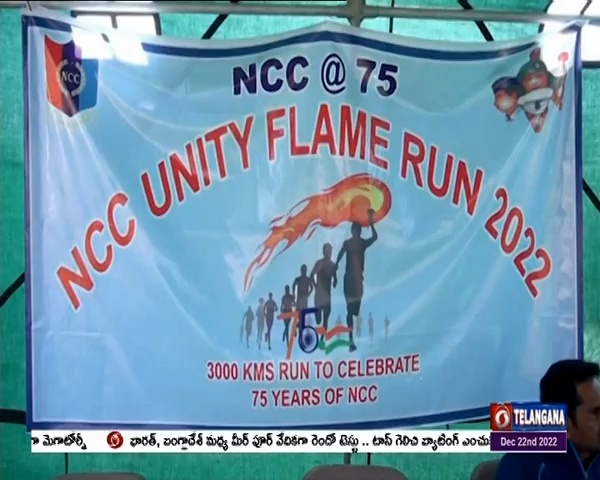 NCC
NCC @ 75
NCC UNITY FLAME RUN 2022
75
3000 KMS RUN TO CELEBRATE
75 YEARS OF NCC
TELANGANA
భారత్, బంగ్లాదేశ్ మధ్య మీర్ పూర్ వేదికగా రెండో టెస్టు .. టాస్ గెలిచి బ్యాటింగ్
Dec 22nd 2022